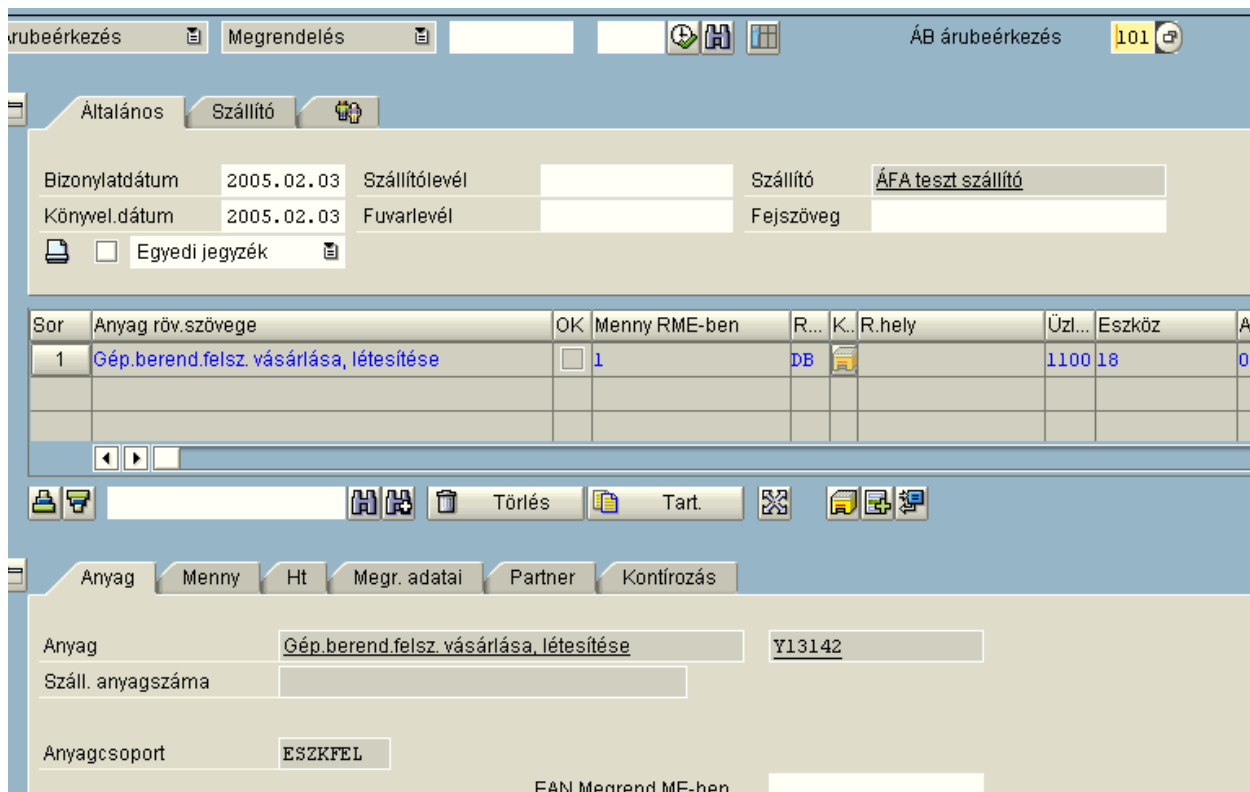 Árubeérkezés Megrendelés ÁB árubeérkezés 101
Általános Szállító
Bizonylatdátum 2005.02.03 Szállítólevél Szállító ÁFA teszt szállító
Könyvel.dátum 2005.02.03 Fuvarlevél Fejszöveg
Egyedi jegyzék
Sor Anyag röv.szövege OK Menny RME-ben R... K.. R.hely Üzl... Eszköz A
1 Gép.berend.felsz. vásárlása, létesítése 1 DB 1100 18 0
Törlés Tart.
Anyag Menny Ht Megr. adatai Partner Kontírozás
Anyag Gép.berend.felsz. vásárlása, létesítése Y13142
Száll. anyagszáma
Anyagcsoport ESZKFEL
EAN Megrend.ME-ben